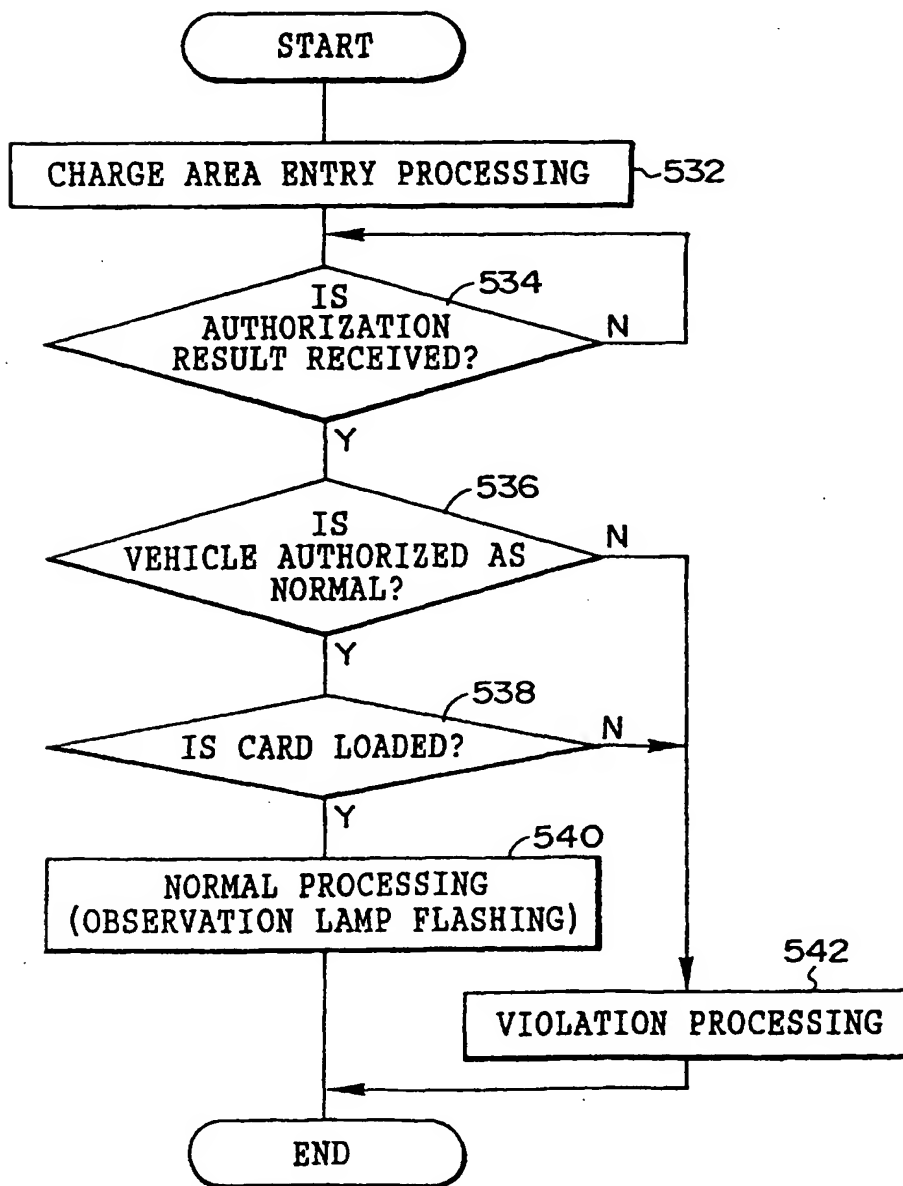 START
CHARGE AREA ENTRY PROCESSING
532
534
IS
AUTHORIZATION
RESULT RECEIVED?
N
Y
536
IS
VEHICLE AUTHORIZED AS
NORMAL?
N
Y
538
IS CARD LOADED?
N
Y
540
NORMAL PROCESSING
(OBSERVATION LAMP FLASHING)
542
VIOLATION PROCESSING
END